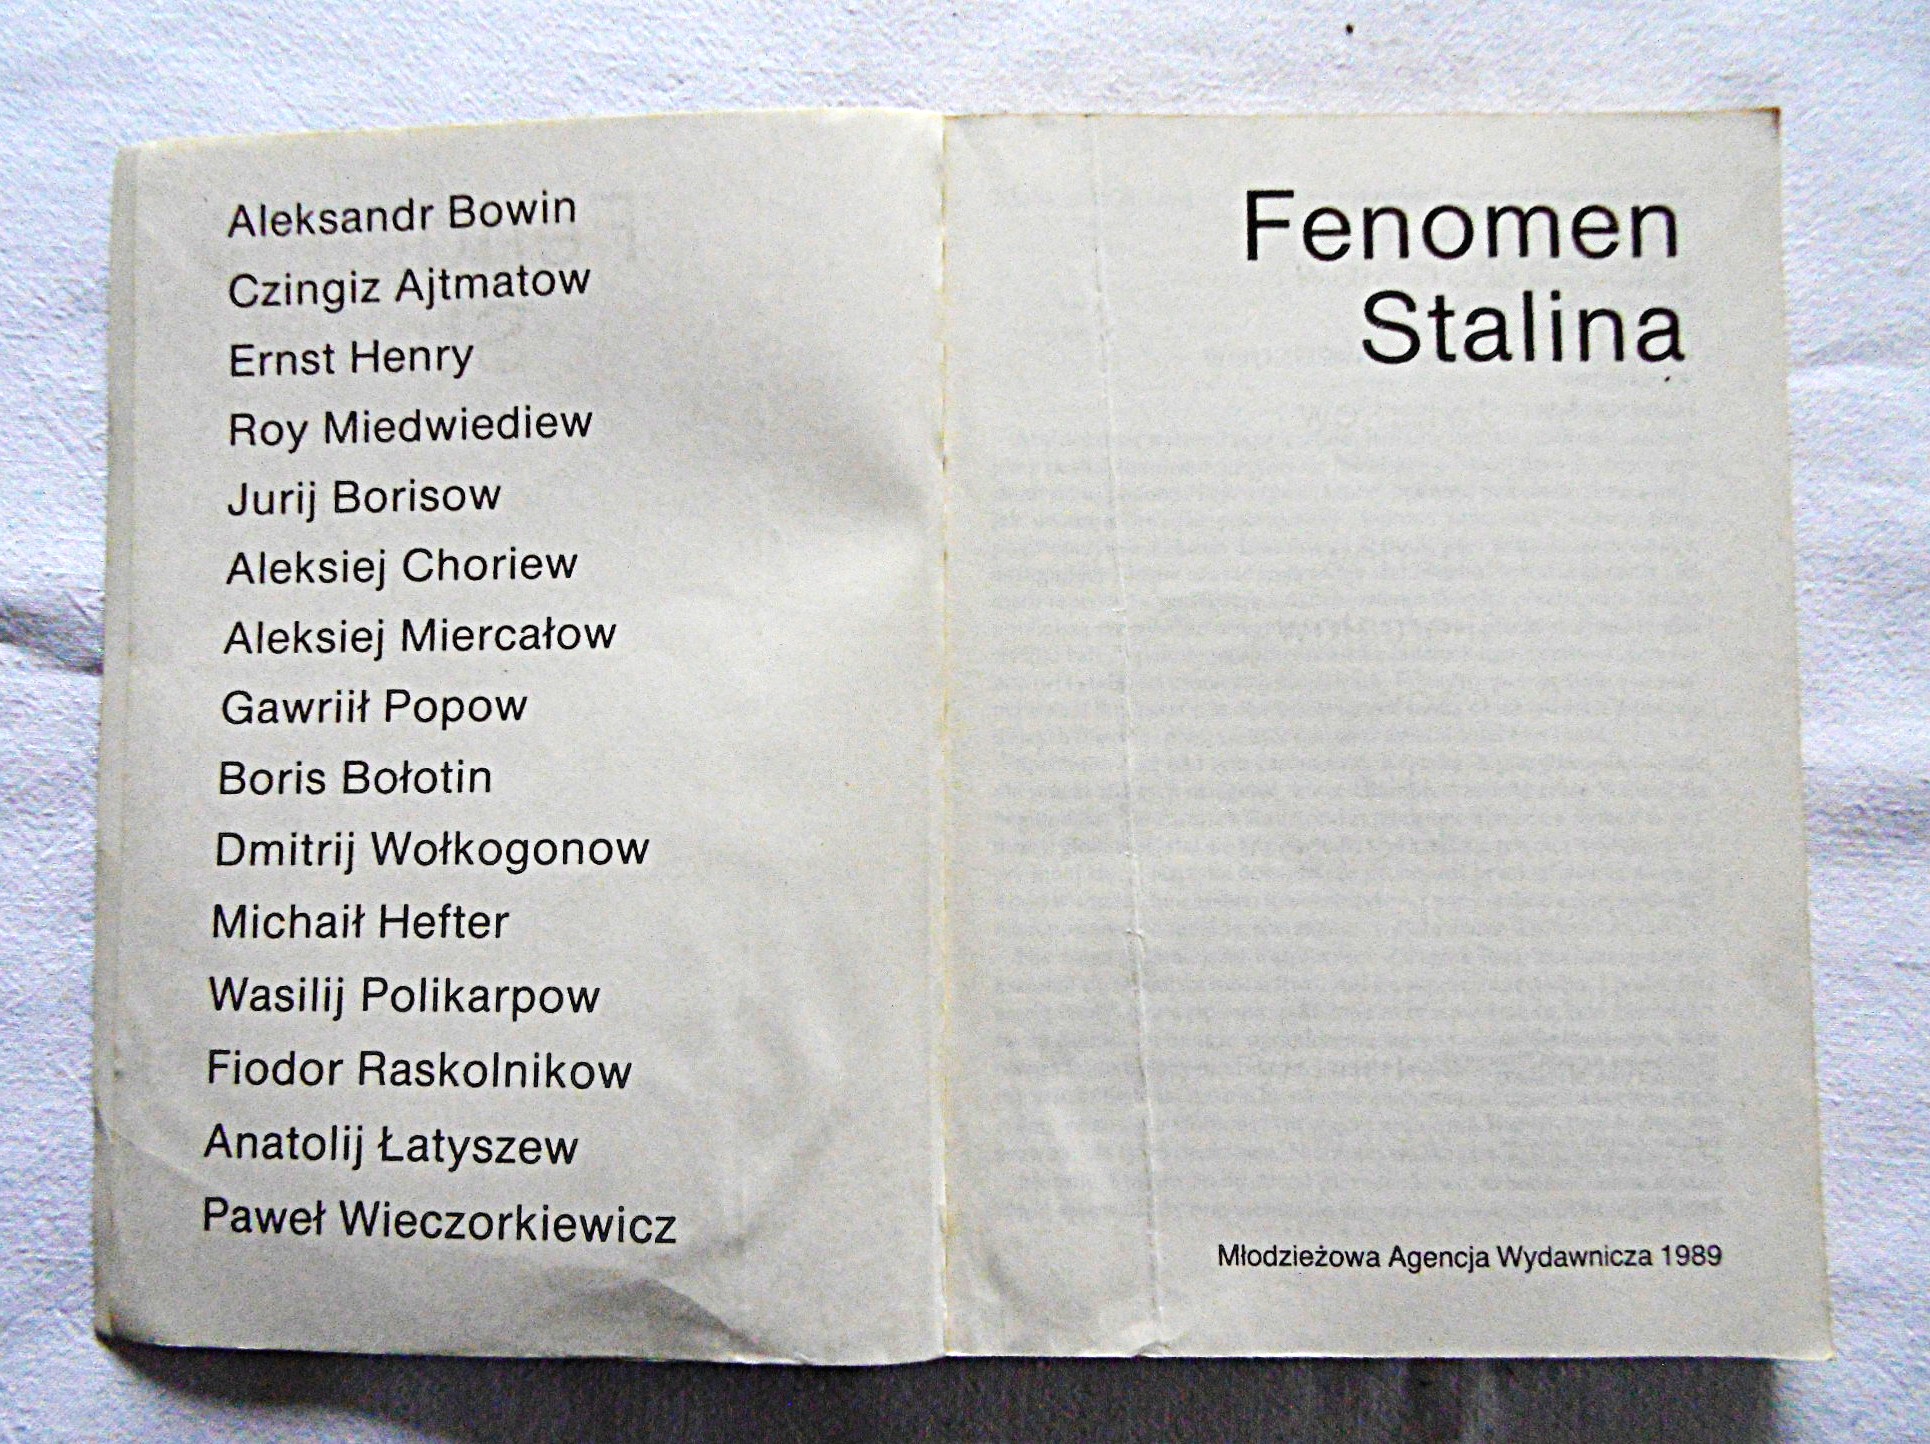 Aleksandr Bowin
Czingiz Ajtmatow
Ernst Henry
Roy Miedwiediew
Jurij Borisow
Aleksiej Choriew
Aleksiej Miercałow
Gawriił Popow
Boris Bołotin
Dmitrij Wołkogonow
Michaił Hefter
Wasilij Polikarpow
Fiodor Raskolnikow
Anatolij Łatyszew
Paweł Wieczorkiewicz
Fenomen
Stalina
Młodzieżowa Agencja Wydawnicza 1989